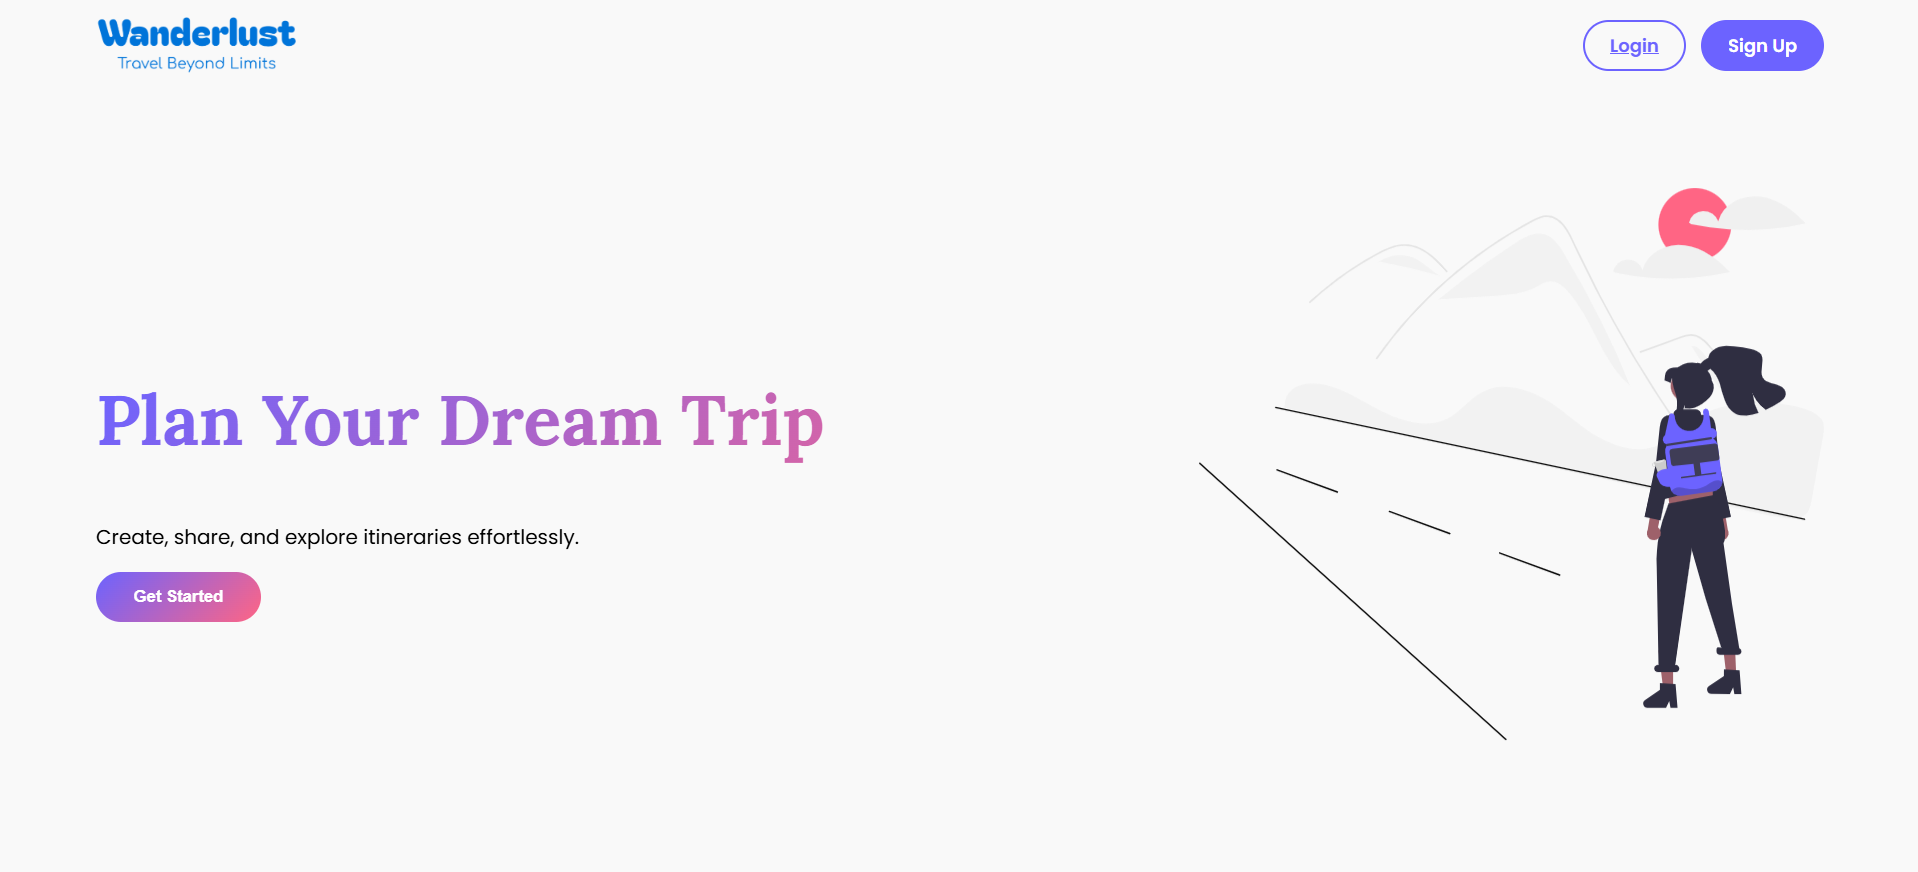 Wanderlust
Travel Beyond Limits
Login
Sign Up
Plan Your Dream Trip
Create, share, and explore itineraries effortlessly.
Get Started